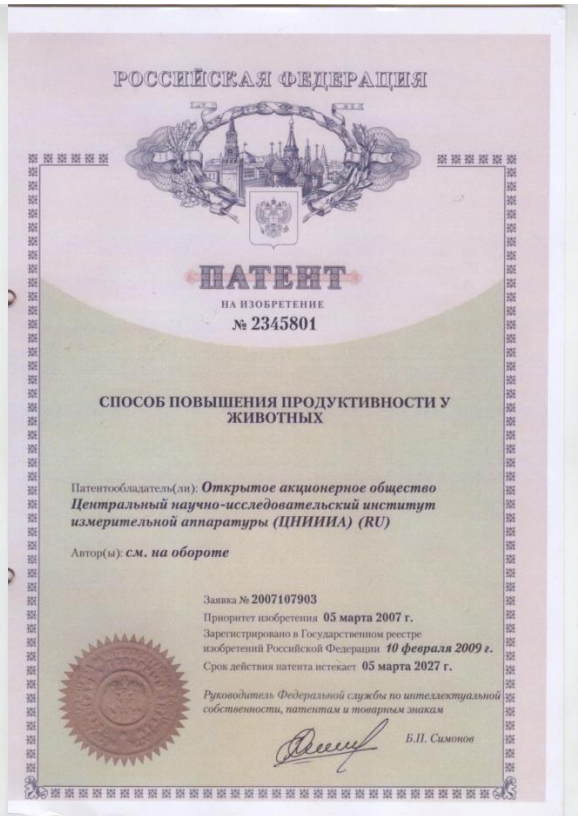 РОССИЙСКАЯ ФЕДЕРАЦИЯ
ПАТЕНТ
НА ИЗОБРЕТЕНИЕ
№ 2345801
СПОСОБ ПОВЫШЕНИЯ ПРОДУКТИВНОСТИ У
ЖИВОТНЫХ
Патентообладатель(ли): Открытое акционерное общество
Центральный научно-исследовательский институт
измерительной аппаратуры (ЦНИИИА) (RU)
Автор(ы): см. на обороте
Заявка № 2007107903
Приоритет изобретения 05 марта 2007 г.
Зарегистрировано в Государственном реестре
изобретений Российской Федерации 10 февраля 2009 г.
Срок действия патента истекает 05 марта 2027 г.
Руководитель Федеральной службы по интеллектуальной
собственности, патентам и товарным знакам
Б.П. Симонов